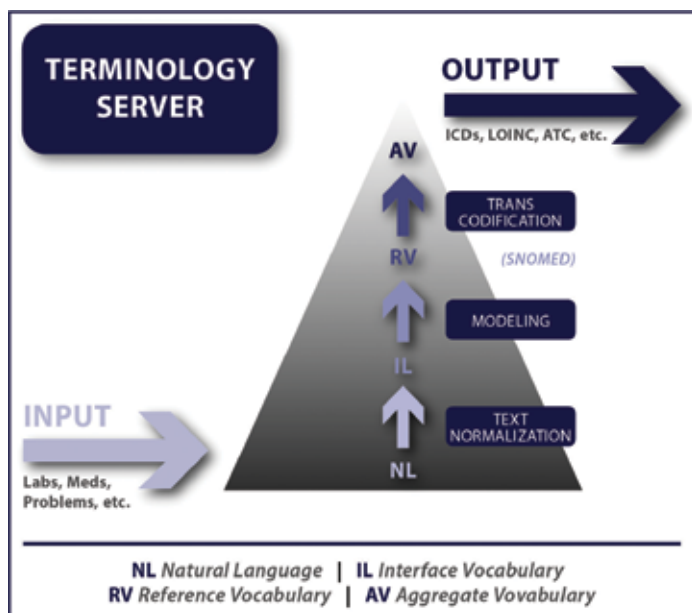 TERMINOLOGY
SERVER
OUTPUT
ICDs, LOINC, ATC, etc.
AV
TRANS
CODIFICATION
RV
(SNOMED)
MODELING
IL
INPUT
TEXT
NORMALIZATION
Labs, Meds,
Problems, etc.
NL
NL Natural Language | IL Interface Vocabulary
RV Reference Vocabulary | AV Aggregate Vovabulary